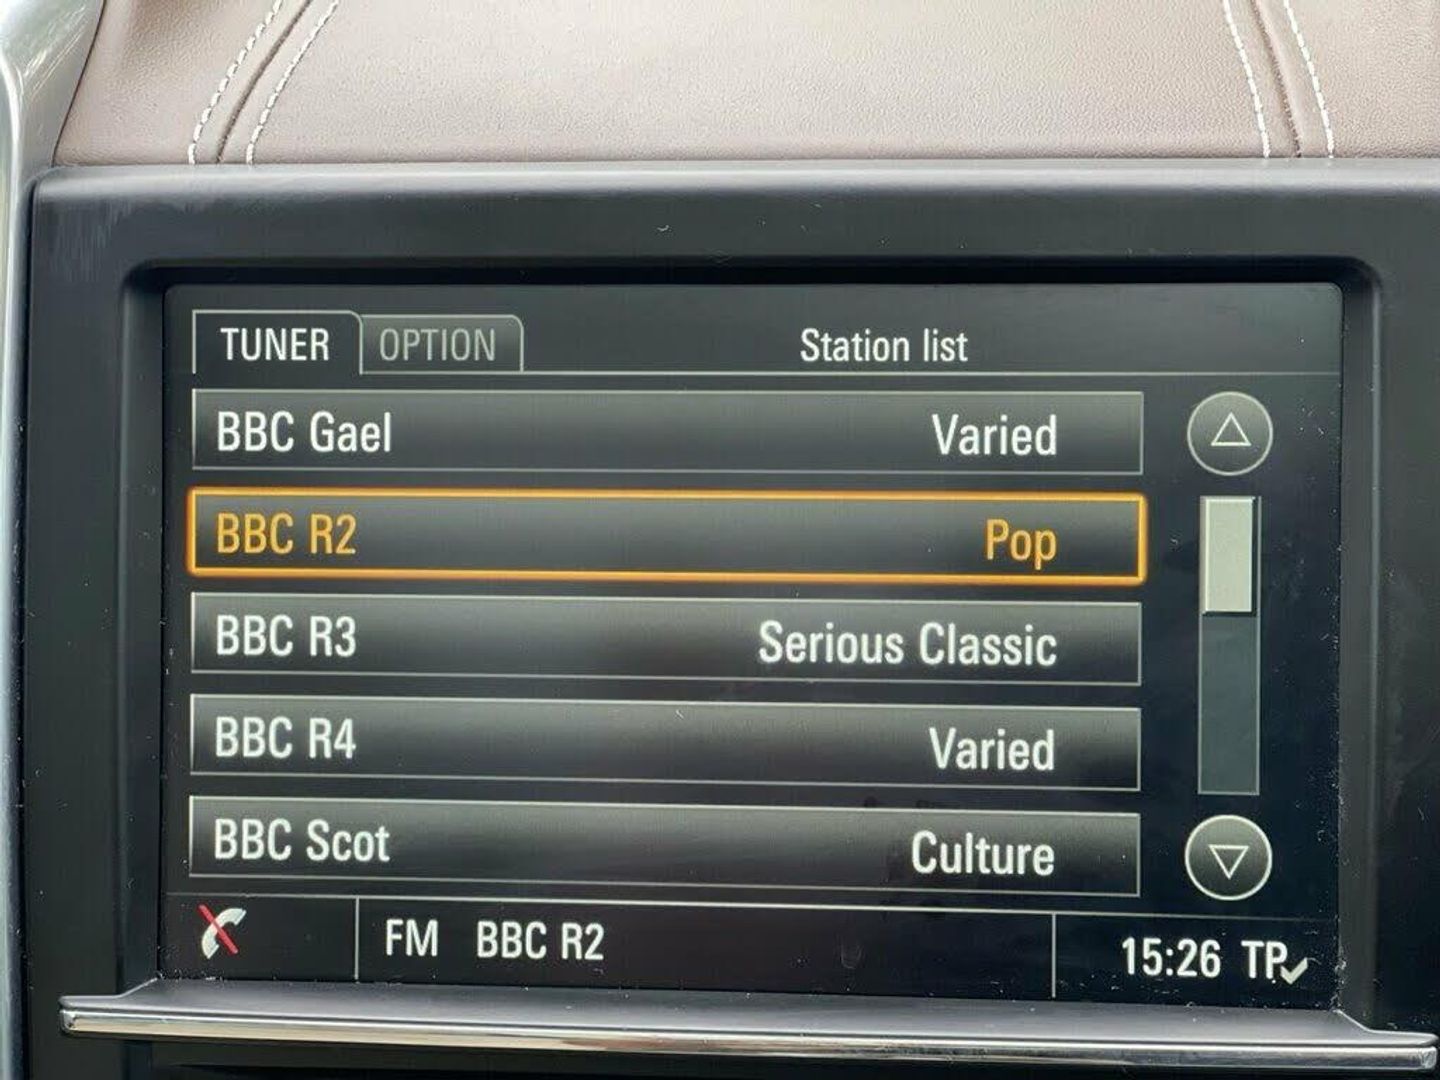 TUNER OPTION Station list
BBC Gael Varied
BBC R2 Pop
BBC R3 Serious Classic
BBC R4 Varied
BBC Scot Culture
FM BBC R2 15:26 TP